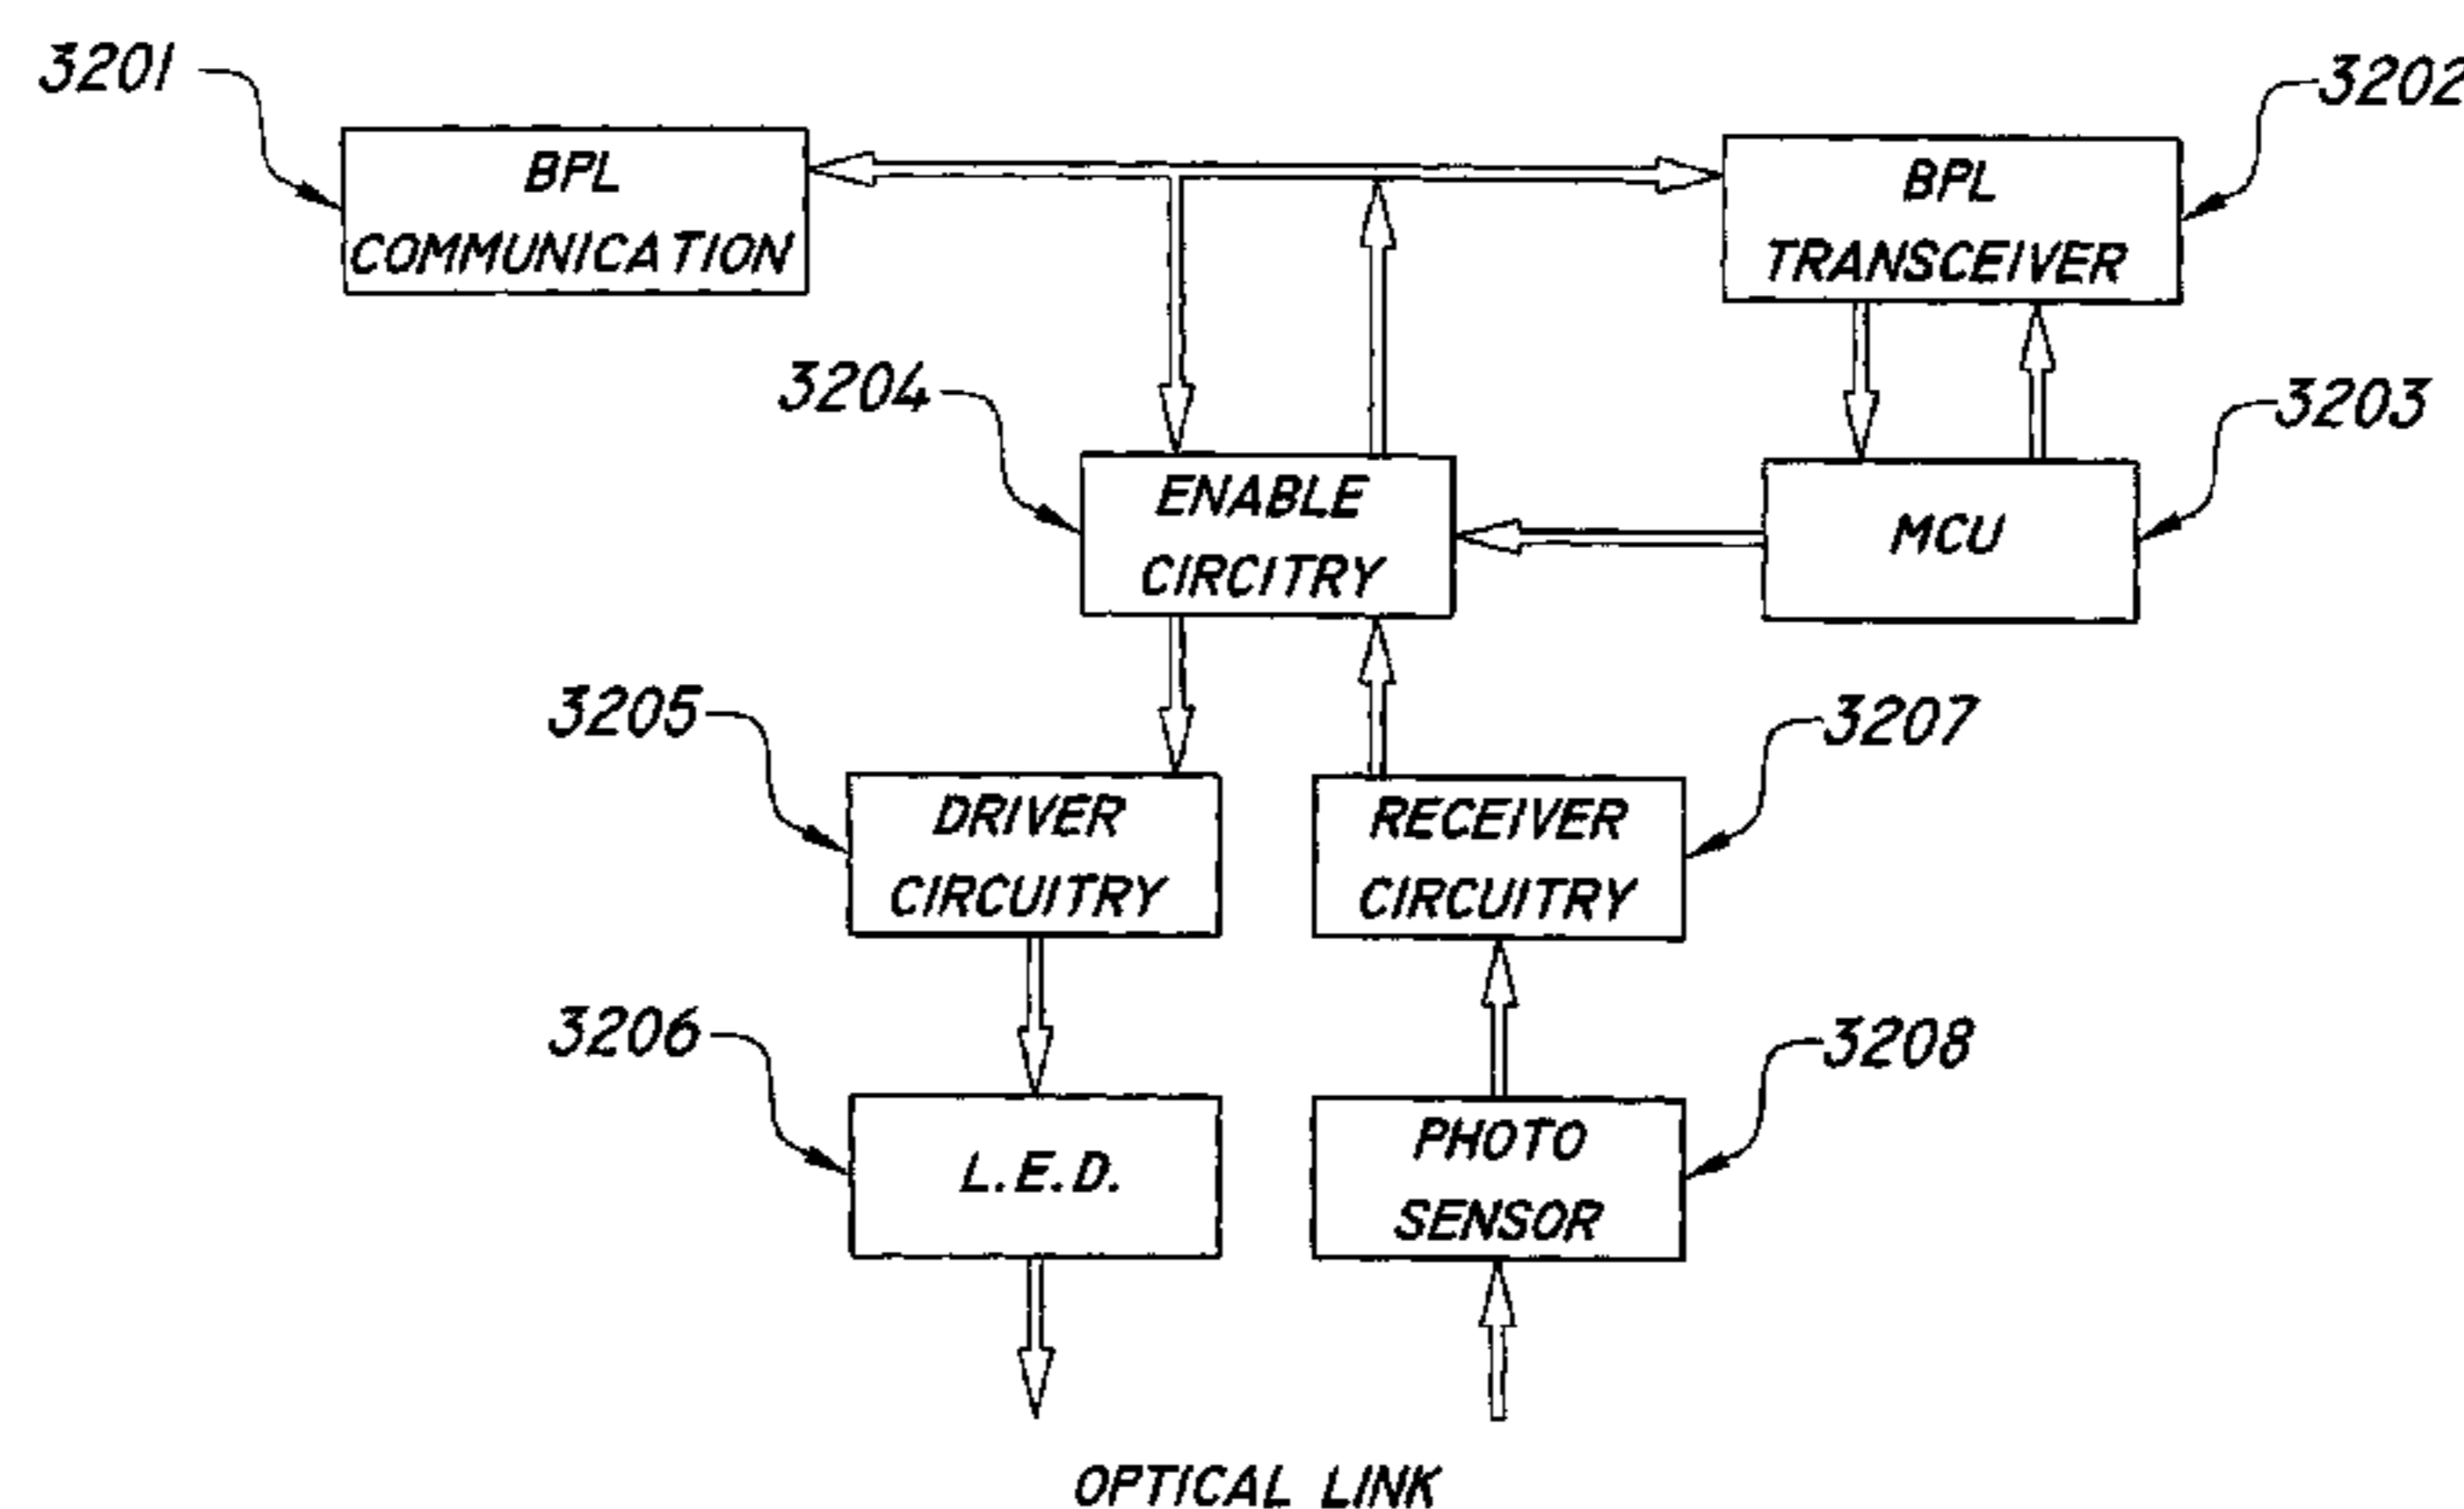 3201
3202
BPL
COMMUNICATION
BPL
TRANSCEIVER
3204
3203
ENABLE
CIRCITRY
MCU
3205
3207
DRIVER
CIRCUITRY
RECEIVER
CIRCUITRY
3206
3208
L.E.D.
PHOTO
SENSOR
OPTICAL LINK